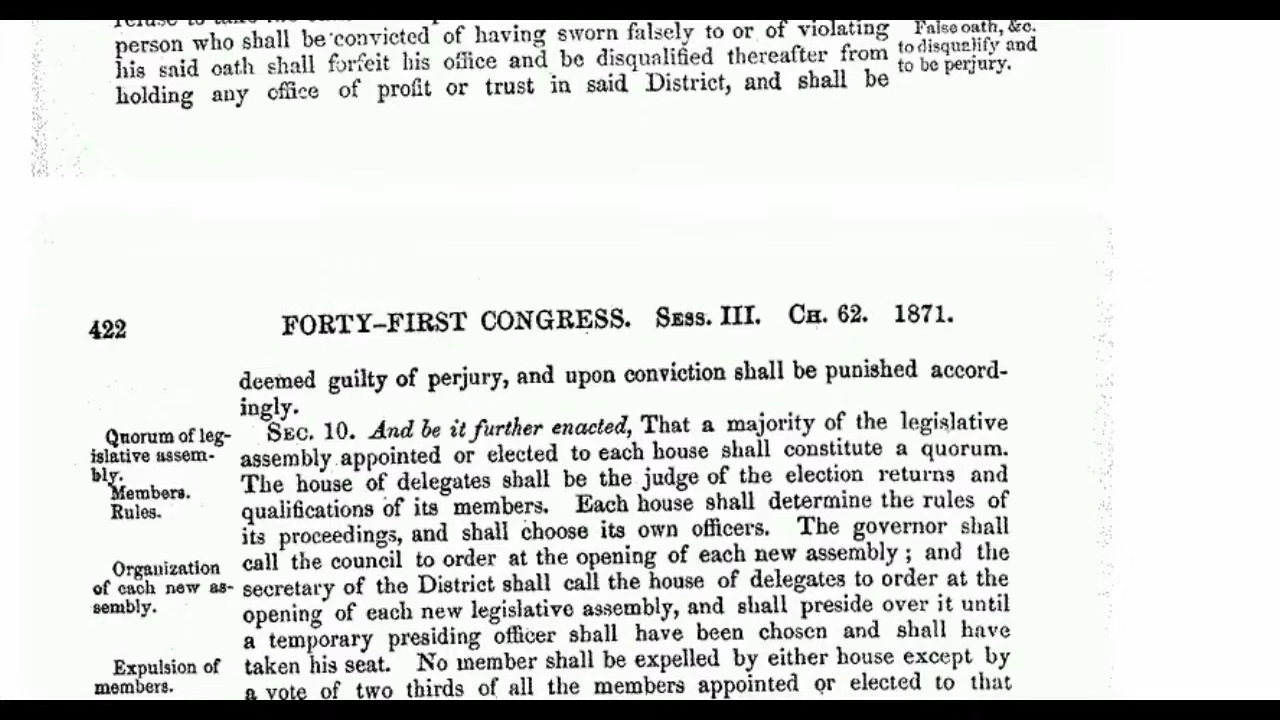 person who shall be convicted of having sworn falsely to or of violating
his said oath shall forfeit his office and be disqualified thereafter from
holding any office of profit or trust in said District, and shall be
False oath, &c.
to disqualify and
to be perjury.
422
FORTY-FIRST CONGRESS. SESS. III. CH. 62. 1871.
deemed guilty of perjury, and upon conviction shall be punished accord-
ingly.
Quorum of leg-
islative assem-
bly.
Members.
Rules.
SEC. 10. And be it further enacted, That a majority of the legislative
assembly appointed or elected to each house shall constitute a quorum.
The house of delegates shall be the judge of the election returns and
qualifications of its members. Each house shall determine the rules of
its proceedings, and shall choose its own officers. The governor shall
Organization
of each new as-
sembly.
call the council to order at the opening of each new assembly; and the
secretary of the District shall call the house of delegates to order at the
opening of each new legislative assembly, and shall preside over it until
a temporary presiding officer shall have been chosen and shall have
Expulsion of
members.
taken his seat. No member shall be expelled by either house except by
a vote of two thirds of all the members appointed or elected to that